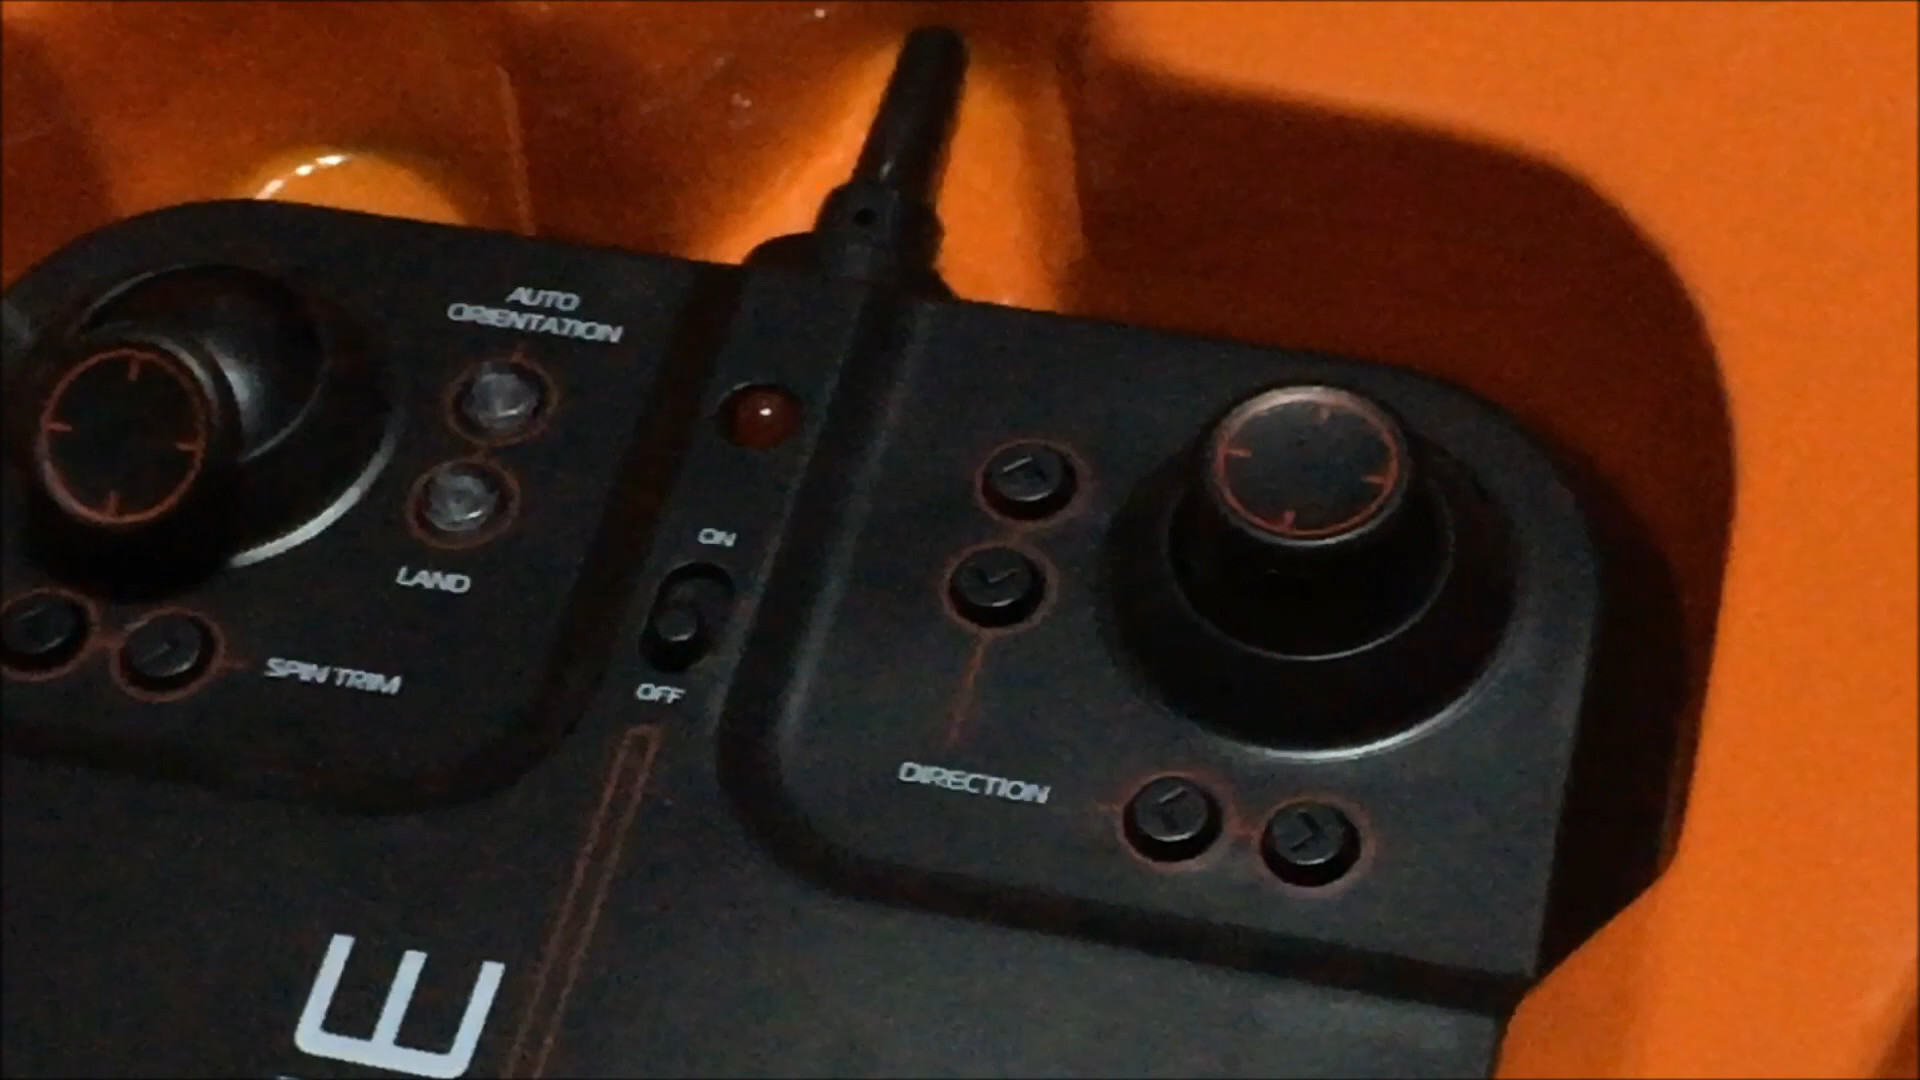 AUTO
ORIENTATION
LAND
SPIN TRIM
ON
OFF
DIRECTION